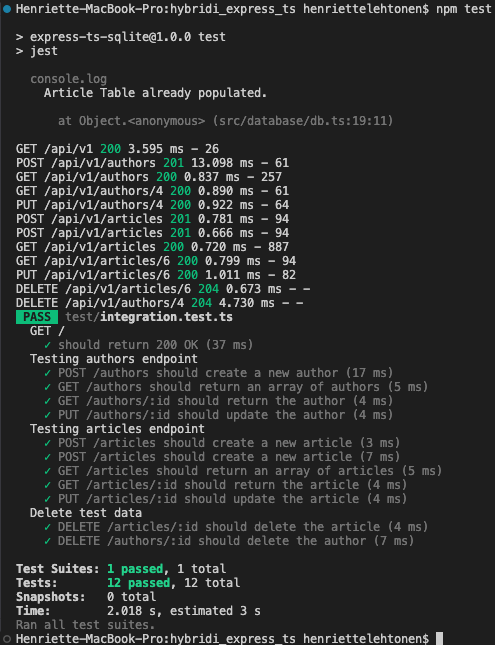 Henriette-MacBook-Pro:hybridi_express_ts henriettelehtonen$ npm test
> express-ts-sqlite@1.0.0 test
> jest
console.log
Article Table already populated.
at Object.<anonymous> (src/database/db.ts:19:11)
GET /api/v1 200 3.595 ms - 26
POST /api/v1/authors 201 13.098 ms - 61
GET /api/v1/authors 200 0.837 ms - 257
GET /api/v1/authors/4 200 0.890 ms - 61
PUT /api/v1/authors/4 200 0.922 ms - 64
POST /api/v1/articles 201 0.781 ms - 94
POST /api/v1/articles 201 0.666 ms - 94
GET /api/v1/articles 200 0.720 ms - 887
GET /api/v1/articles/6 200 0.799 ms - 94
PUT /api/v1/articles/6 200 1.011 ms - 82
DELETE /api/v1/articles/6 204 0.673 ms - -
DELETE /api/v1/authors/4 204 4.730 ms - -
PASS test/integration.test.ts
GET /
✓ should return 200 OK (37 ms)
Testing authors endpoint
✓ POST /authors should create a new author (17 ms)
✓ GET /authors should return an array of authors (5 ms)
✓ GET /authors/:id should return the author (4 ms)
✓ PUT /authors/:id should update the author (4 ms)
Testing articles endpoint
✓ POST /articles should create a new article (3 ms)
✓ POST /articles should create a new article (7 ms)
✓ GET /articles should return an array of articles (5 ms)
✓ GET /articles/:id should return the article (4 ms)
✓ PUT /articles/:id should update the article (4 ms)
Delete test data
✓ DELETE /articles/:id should delete the article (4 ms)
✓ DELETE /authors/:id should delete the author (7 ms)
Test Suites: 1 passed, 1 total
Tests: 12 passed, 12 total
Snapshots: 0 total
Time: 2.018 s, estimated 3 s
Ran all test suites.
Henriette-MacBook-Pro:hybridi_express_ts henriettelehtonen$